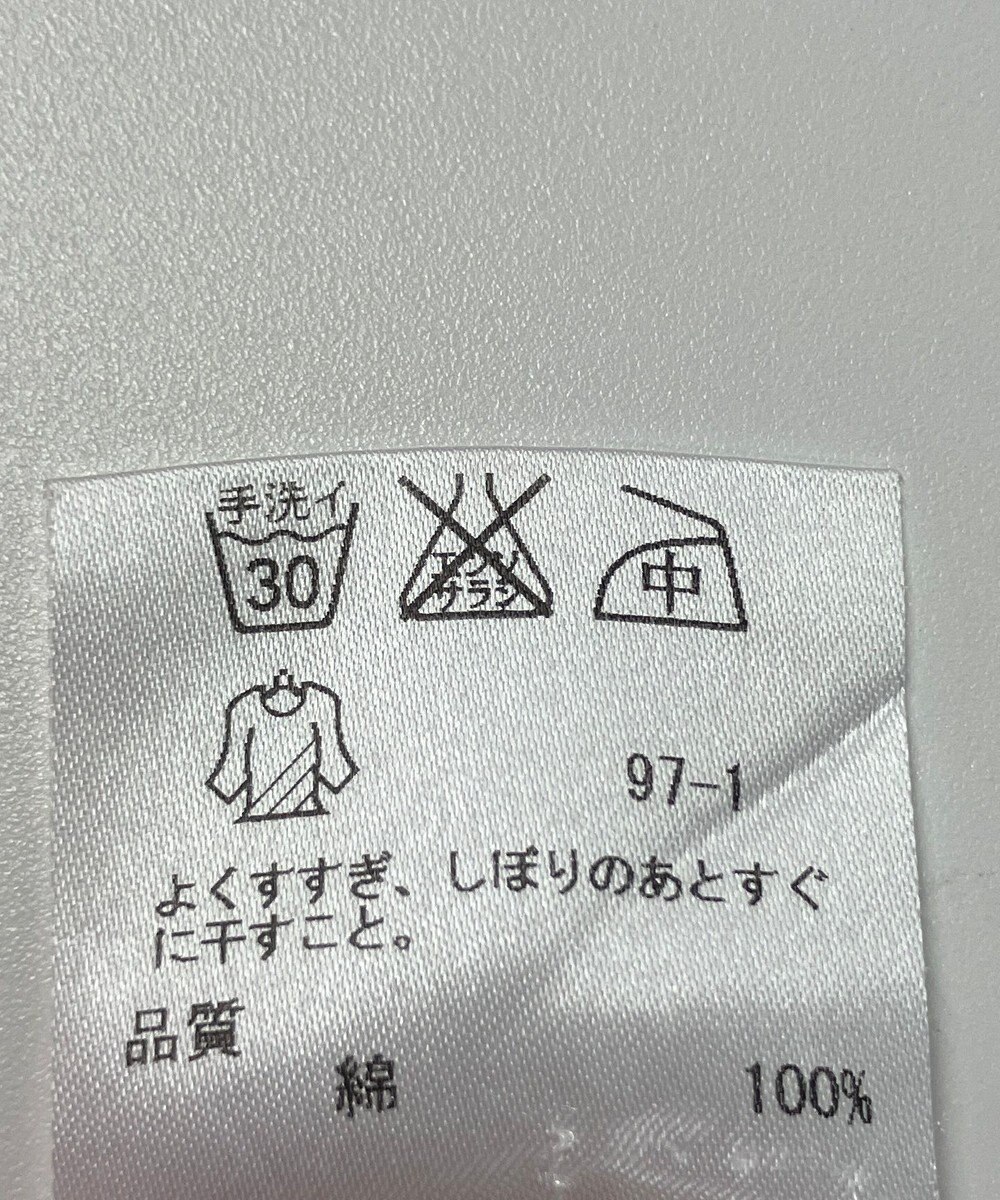 手洗イ
30
エンソ
サラシ
中
97-1
よくすすぎ、しぼりのあとすぐ
に干すこと。
品質
綿 100%